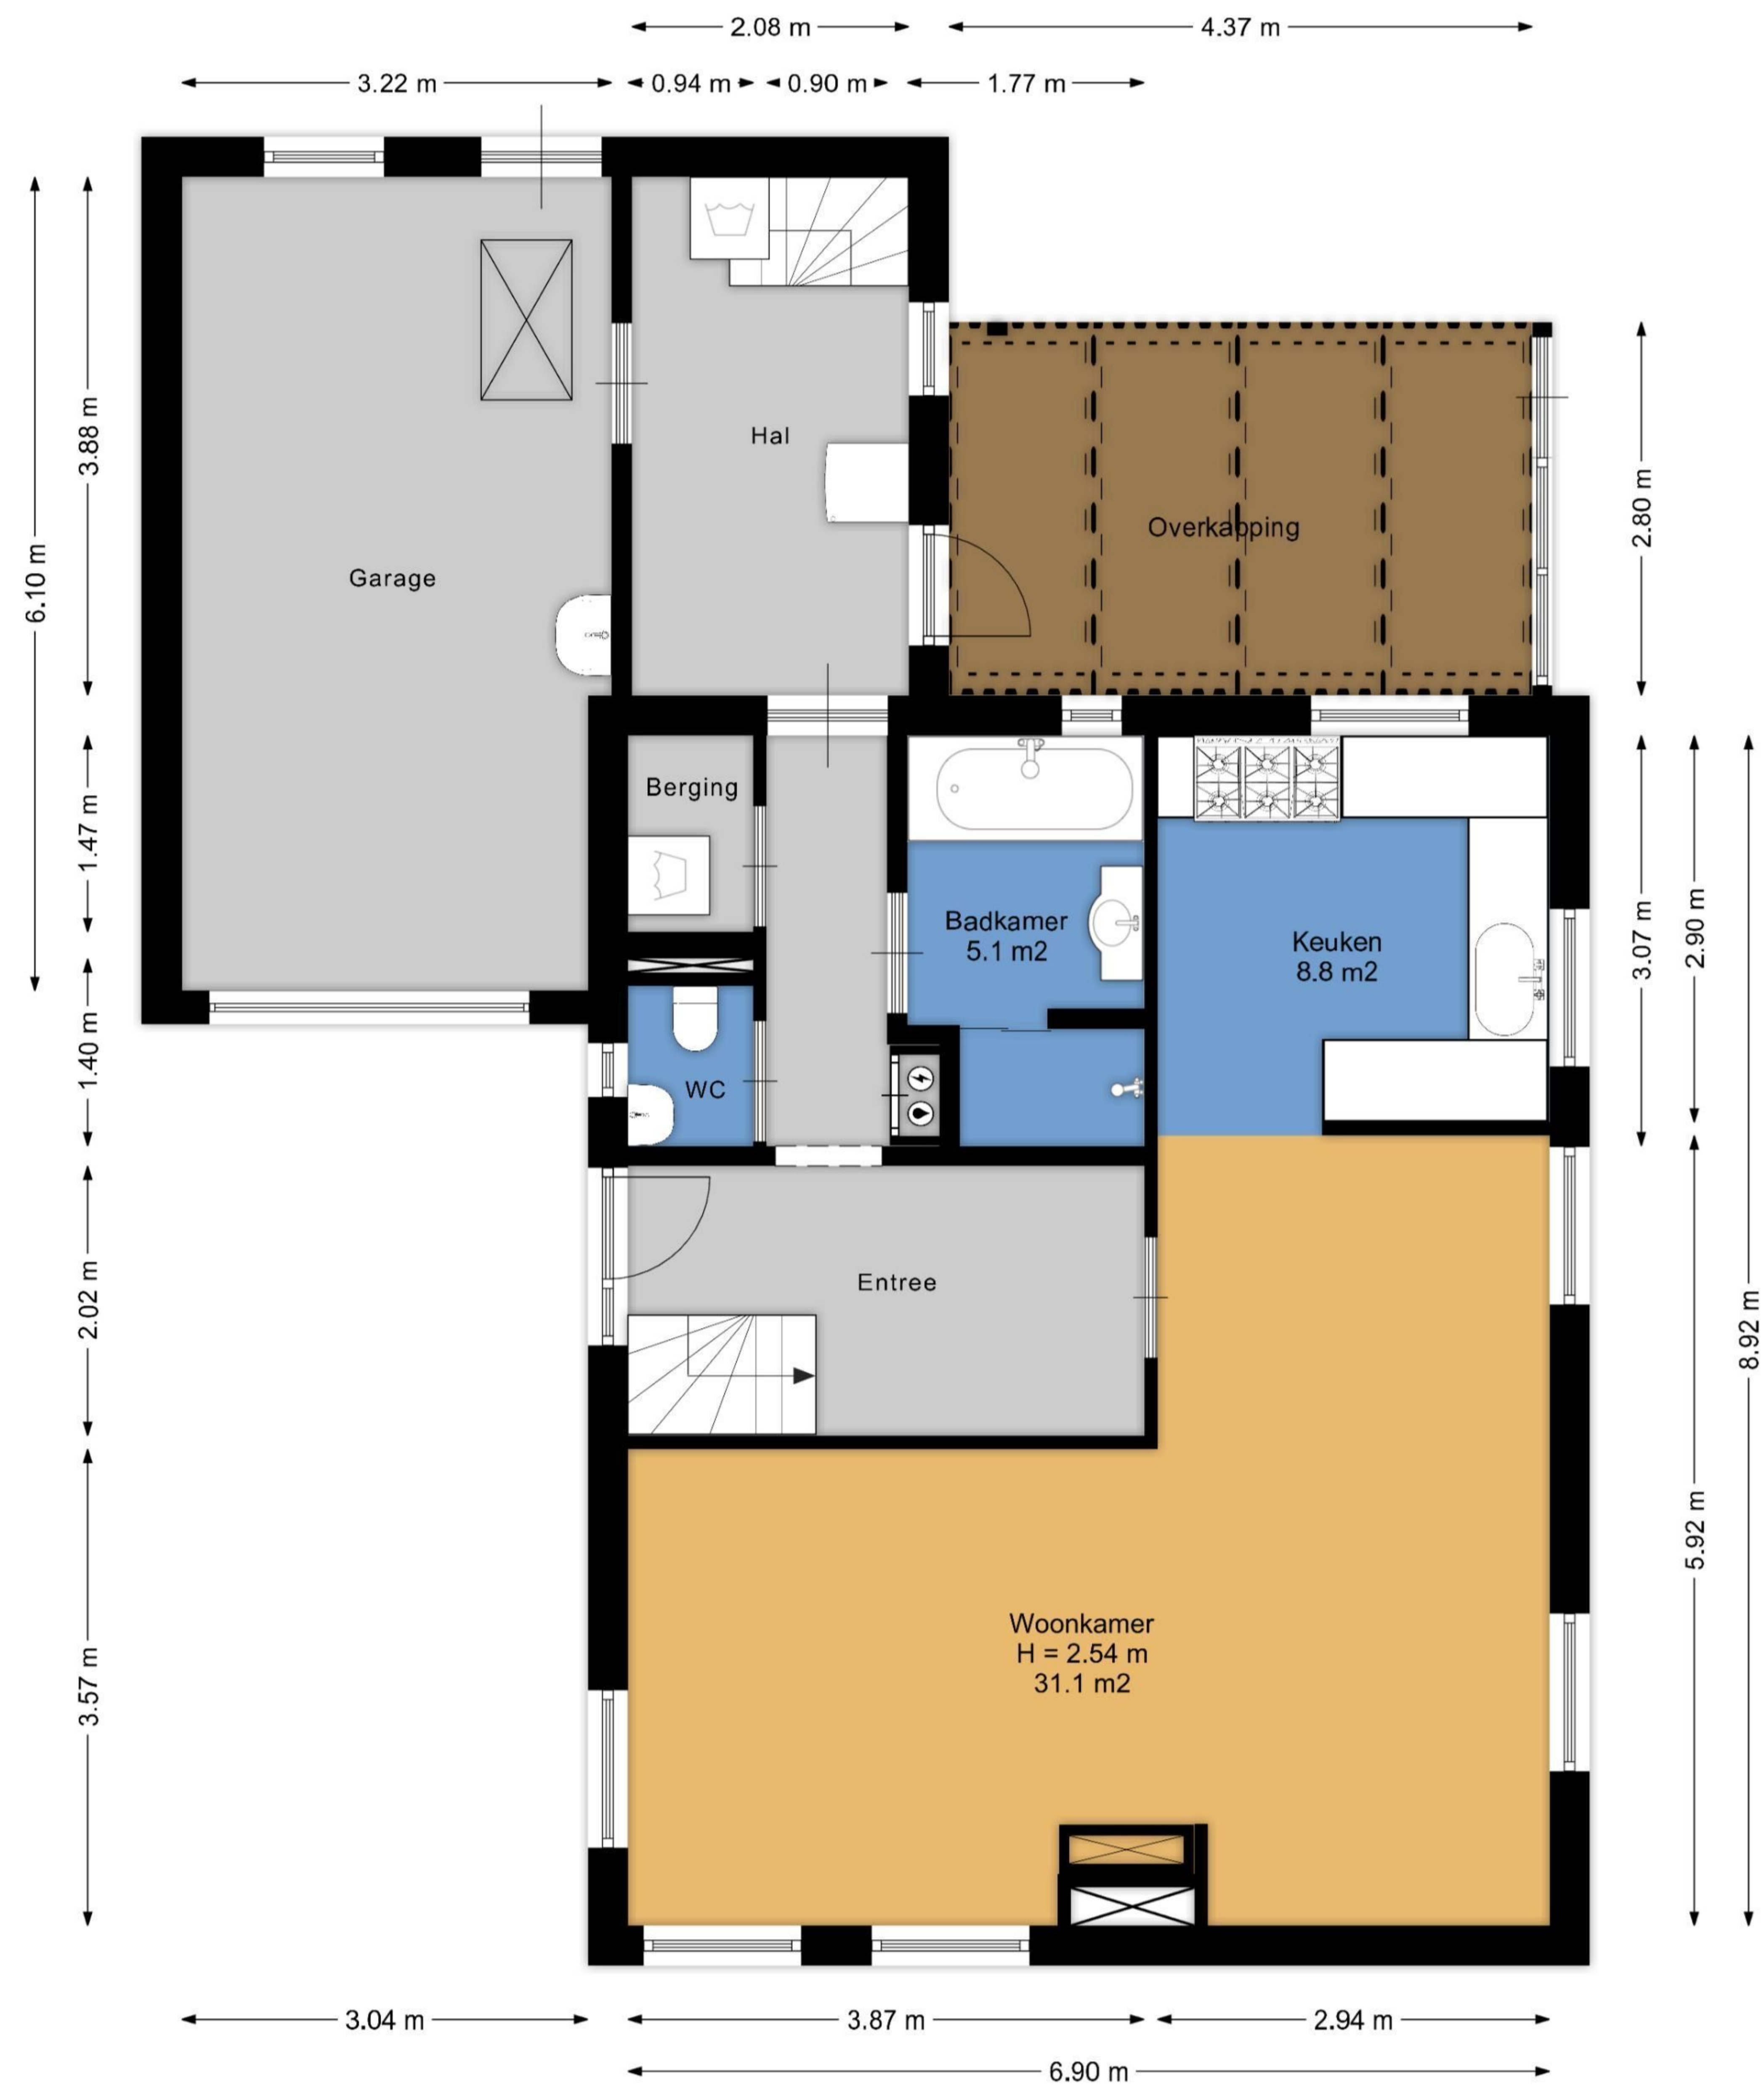 2.08 m
4.37 m
3.22 m
0.94 m
0.90 m
1.77 m
6.10 m
3.88 m
Hal
Overkapping
2.80 m
Garage
1.47 m
Berging
Badkamer
5.1 m2
Keuken
8.8 m2
3.07 m
2.90 m
1.40 m
WC
2.02 m
Entree
8.92 m
5.92 m
3.57 m
Woonkamer
H = 2.54 m
31.1 m2
3.04 m
3.87 m
2.94 m
6.90 m